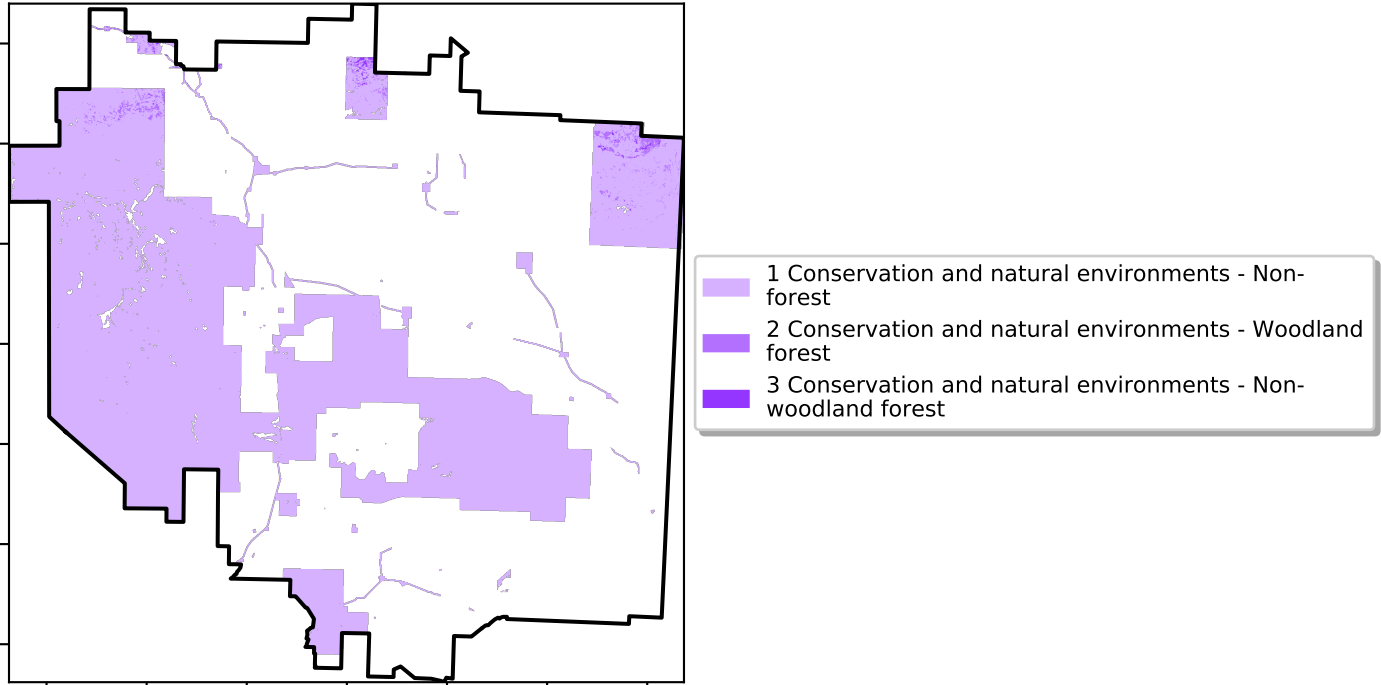 1 Conservation and natural environments - Non-
forest
2 Conservation and natural environments - Woodland
forest
3 Conservation and natural environments - Non-
woodland forest